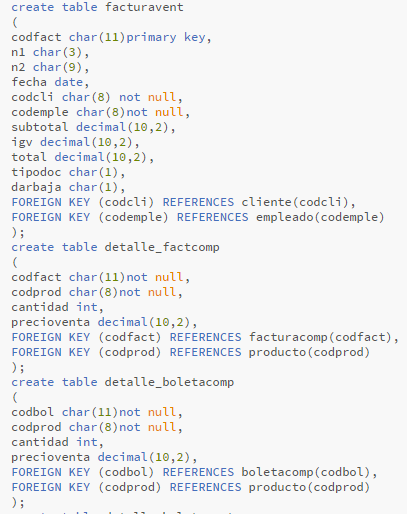 create table facturavent
(
codfact char(11)primary key,
n1 char(3),
n2 char(9),
fecha date,
codcli char(8) not null,
codemple char(8)not null,
subtotal decimal(10,2),
igv decimal(10,2),
total decimal(10,2),
tipodoc char(1),
darbaja char(1),
FOREIGN KEY (codcli) REFERENCES cliente(codcli),
FOREIGN KEY (codemple) REFERENCES empleado(codemple)
);
create table detalle_factcomp
(
codfact char(11)not null,
codprod char(8)not null,
cantidad int,
precioventa decimal(10,2),
FOREIGN KEY (codfact) REFERENCES facturacomp(codfact),
FOREIGN KEY (codprod) REFERENCES producto(codprod)
);
create table detalle_boletacomp
(
codbol char(11)not null,
codprod char(8)not null,
cantidad int,
precioventa decimal(10,2),
FOREIGN KEY (codbol) REFERENCES boletacomp(codbol),
FOREIGN KEY (codprod) REFERENCES producto(codprod)
);